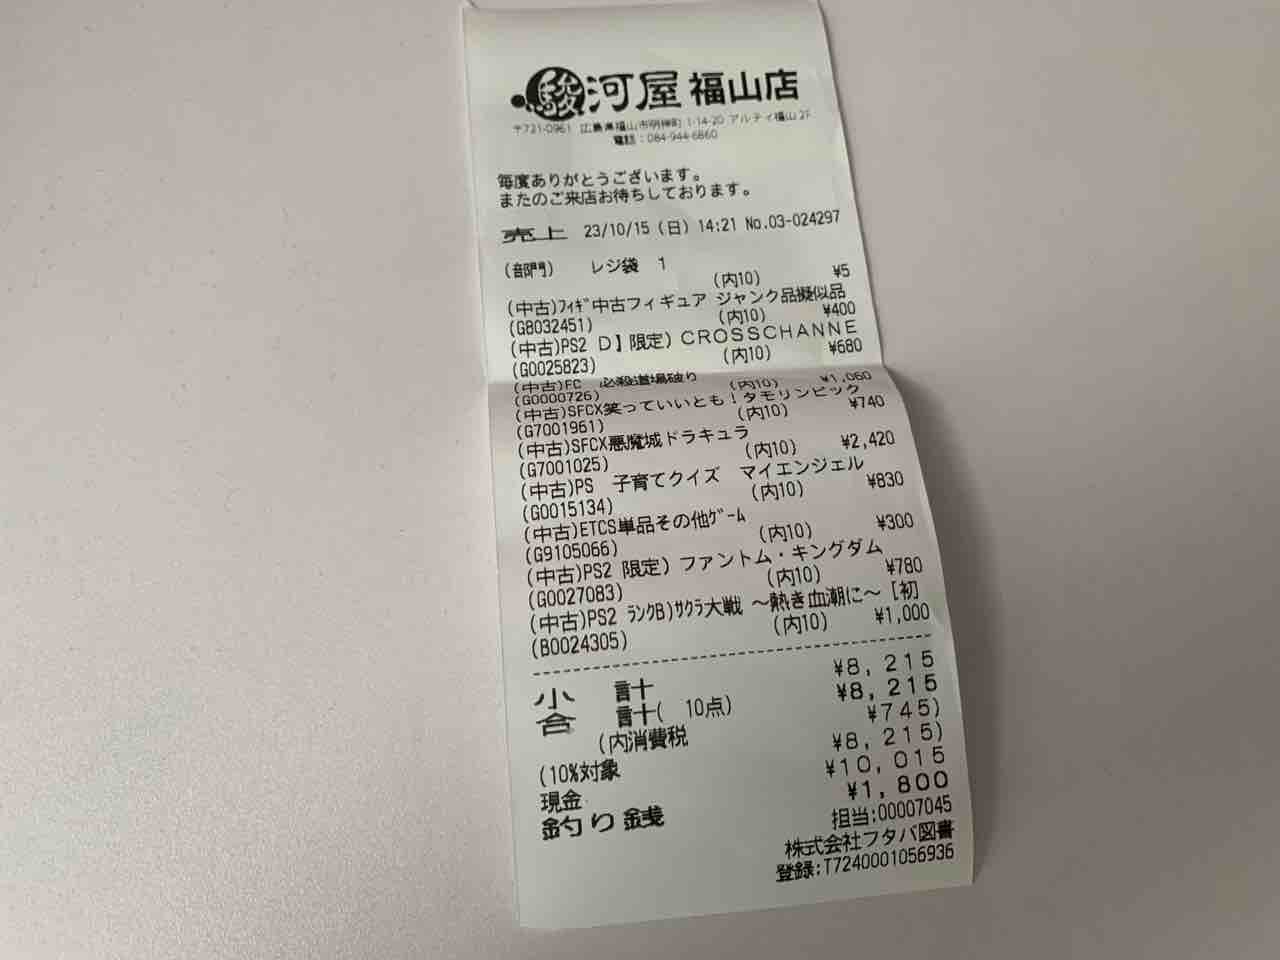 駿河屋 福山店
〒721-0961 広島県福山市明神町 1-14-20 アルティ福山 2F
電話：084-944-6860
毎度ありがとうございます。
またのご来店お待ちしております。
売上 23/10/15（日）14:21 No.03-024297
(部門) レジ袋 1
(内10) ¥5
(中古)ﾌｨｷﾞ中古フィギュア ジャンク品擬似品
(G8032451) (内10) ¥400
(中古)PS2 D】限定）CROSSCHANNE
(G0025823) (内10) ¥680
(中古)FC 必殺道場破り
(G0000726) (内10) ¥1,060
(中古)SFCX笑っていいとも！タモリンピック
(G7001961) (内10) ¥740
(中古)SFCX悪魔城ドラキュラ
(G7001025) (内10) ¥2,420
(中古)PS 子育てクイズ マイエンジェル
(G0015134) (内10) ¥830
(中古)ETCS単品その他ｹﾞｰﾑ
(G9105066) (内10) ¥300
(中古)PS2 限定）ファントム・キングダム
(G0027083) (内10) ¥780
(中古)PS2 ﾗﾝｸB)ｻｸﾗ大戦 ～熱き血潮に～［初
(B0024305) (内10) ¥1,000
小 計 ¥8,215
合 計( 10点) ¥8,215
(内消費税 ¥745)
(10%対象 ¥8,215)
現金 ¥10,015
釣り銭 ¥1,800
担当:00007045
株式会社フタバ図書
登録:T7240001056936